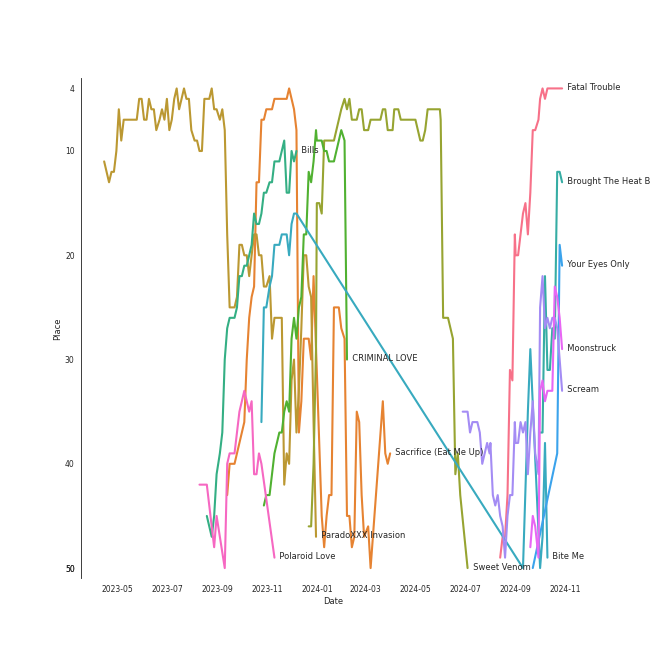 4
Fatal Trouble
10
Bills
Brought The Heat B
20
Your Eyes Only
Place
30
CRIMINAL LOVE
Moonstruck
Scream
40
Sacrifice (Eat Me Up)
ParadoXXX Invasion
Polaroid Love
Bite Me
50
Sweet Venom
2023-05
2023-07
2023-09
2023-11
2024-01
2024-03
2024-05
2024-07
2024-09
2024-11
Date